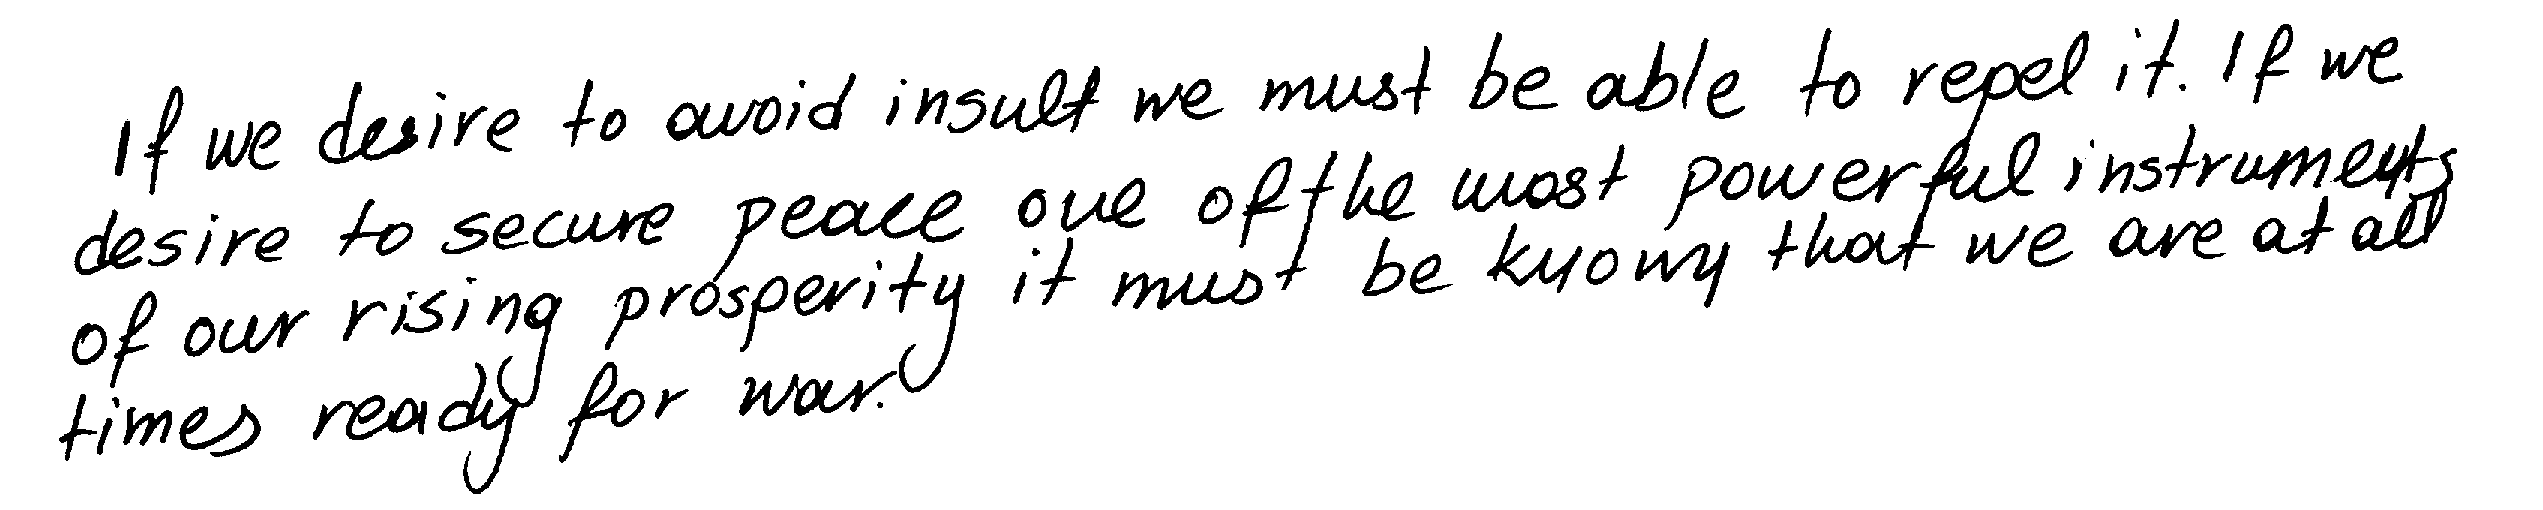 If we desire to avoid insult we must be able to repel it. If we
desire to secure peace one of the most powerful instruments
of our rising prosperity it must be known that we are at all
times ready for war.